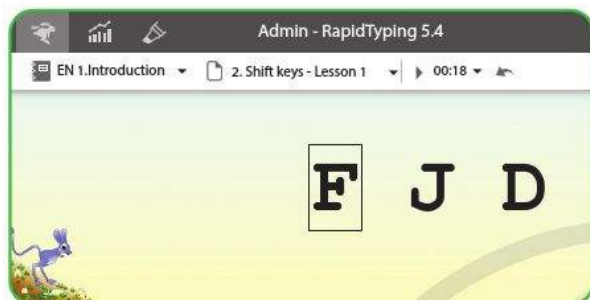 Admin - RapidTyping 5.4
EN 1.Introduction 2. Shift keys - Lesson 1 00:18
F J D